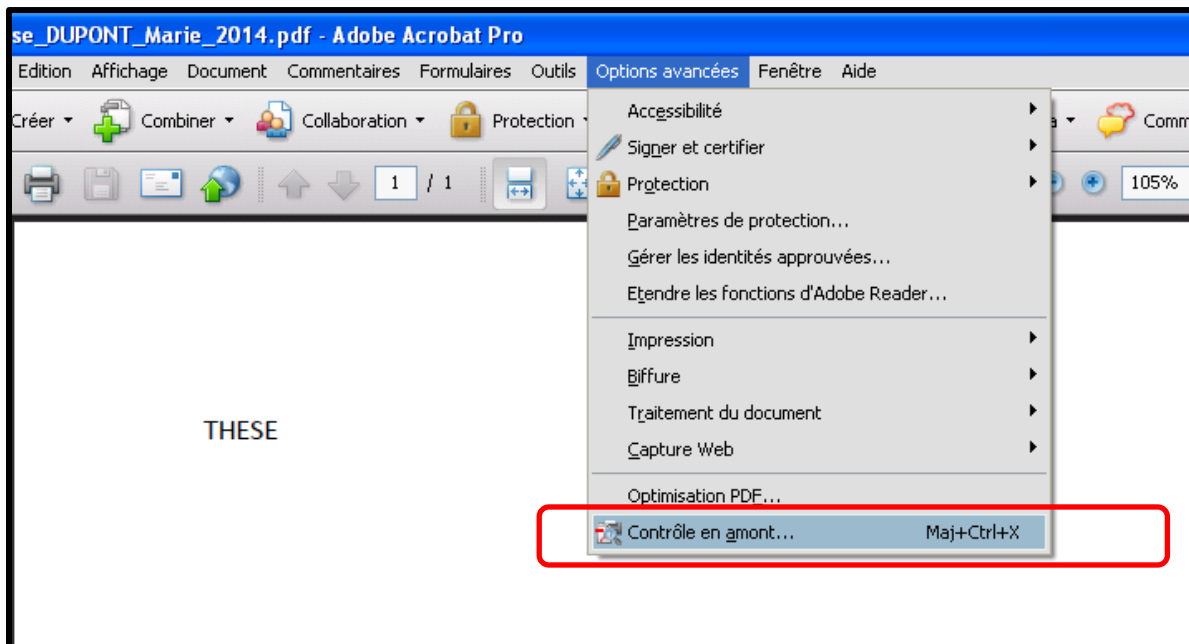 se_DUPONT_Marie_2014.pdf - Adobe Acrobat Pro
Edition Affichage Document Commentaires Formulaires Outils Options avancées Fenêtre Aide
Créer Combiner Collaboration Protection Comm
1 / 1 105%
Accessibilité
Signer et certifier
Protection
Paramètres de protection...
Gérer les identités approuvées...
Etendre les fonctions d'Adobe Reader...
Impression
Biffure
Traitement du document
Capture Web
Optimisation PDF...
Contrôle en amont... Maj+Ctrl+X
THESE